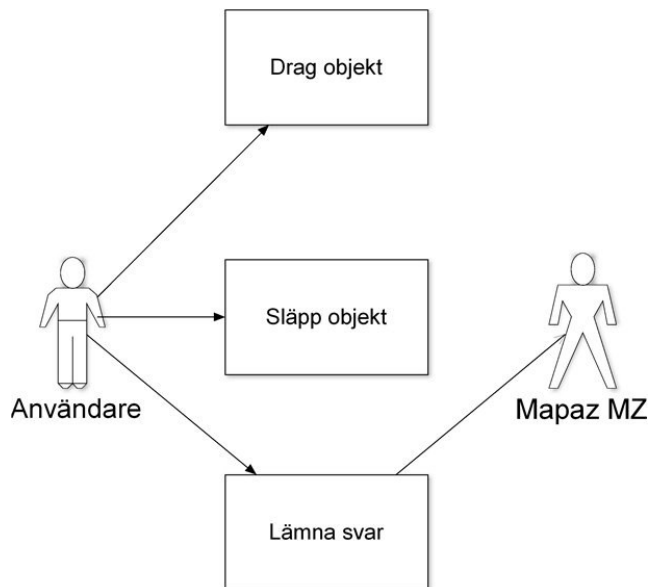 Drag objekt
Släpp objekt
Användare
Mapaz MZ
Lämna svar